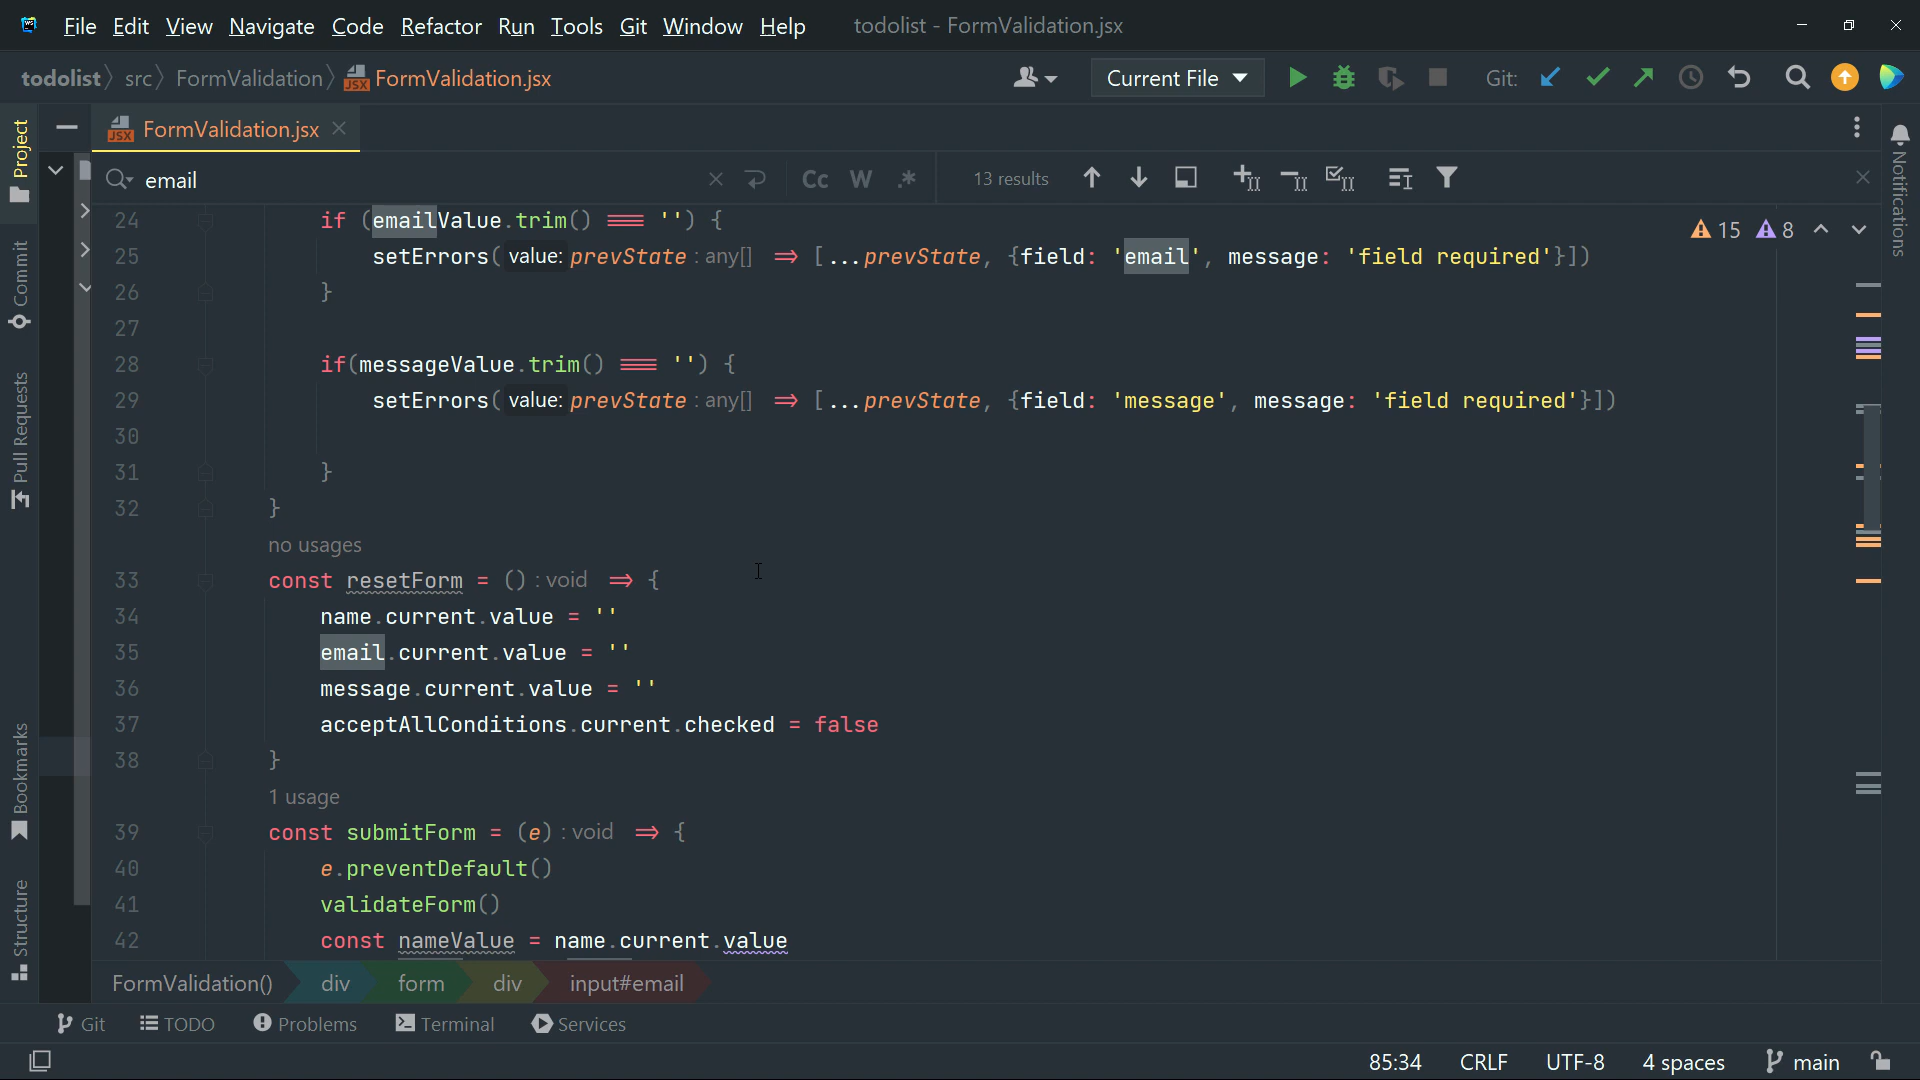 File Edit View Navigate Code Refactor Run Tools Git Window Help todolist - FormValidation.jsx
todolist src FormValidation FormValidation.jsx Current File Git:
FormValidation.jsx
email Cc W .* 13 results
24 if (emailValue.trim() === '') {
15 8
25 setErrors( value: prevState : any[] => [...prevState, {field: 'email', message: 'field required'}])
26 }
27
28 if(messageValue.trim() === '') {
29 setErrors( value: prevState : any[] => [...prevState, {field: 'message', message: 'field required'}])
30
31 }
32 }
no usages
33 const resetForm = () : void => {
34 name.current.value = ''
35 email.current.value = ''
36 message.current.value = ''
37 acceptAllConditions.current.checked = false
38 }
1 usage
39 const submitForm = (e) : void => {
40 e.preventDefault()
41 validateForm()
42 const nameValue = name.current.value
FormValidation() div form div input#email
Git TODO Problems Terminal Services
85:34 CRLF UTF-8 4 spaces main
Project
Commit
Pull Requests
Bookmarks
Structure
Notifications